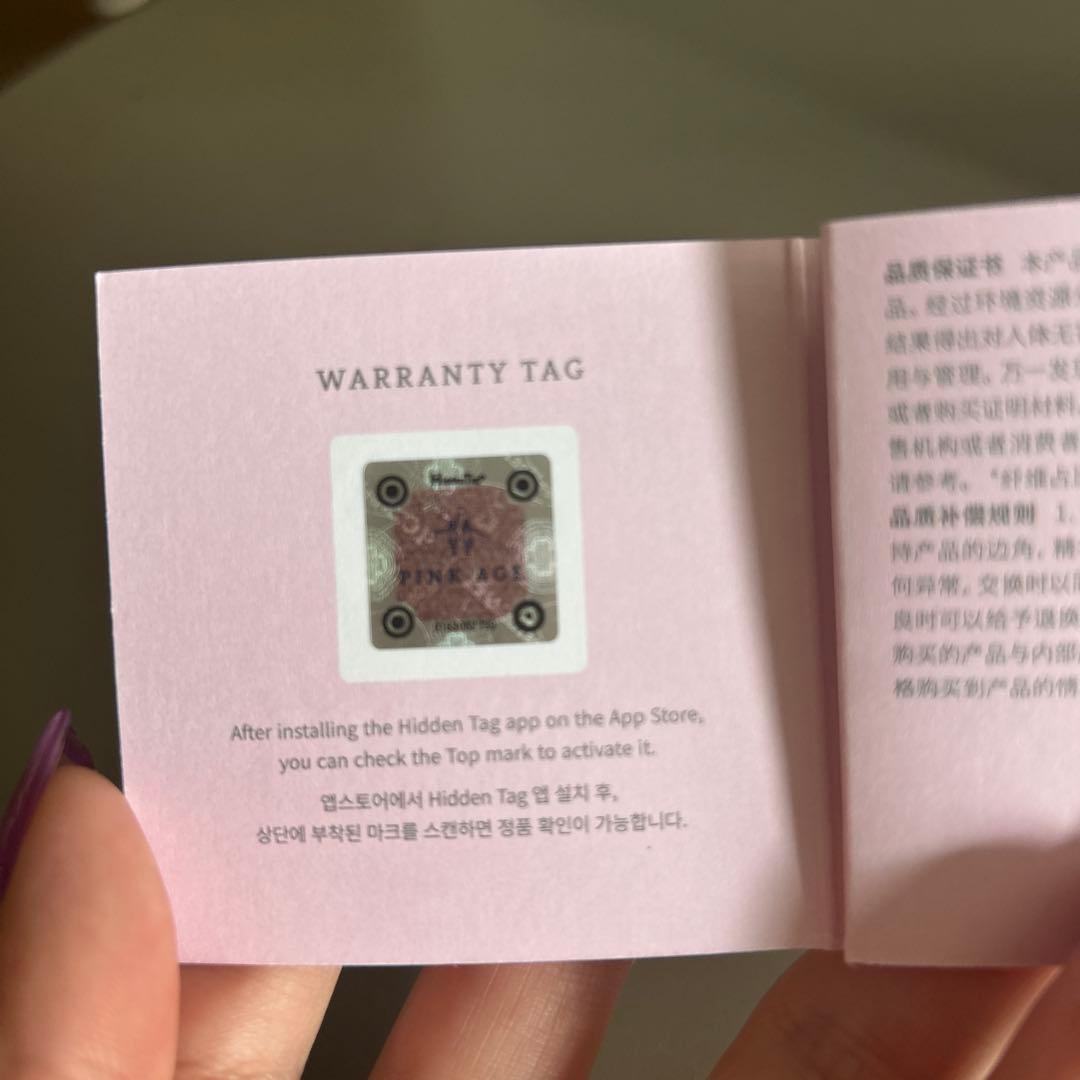 WARRANTY TAG
HiddenTag
PINK AGE
After installing the Hidden Tag app on the App Store,
you can check the Top mark to activate it.
앱스토어에서 Hidden Tag 앱 설치 후,
상단에 부착된 마크를 스캔하면 정품 확인이 가능합니다.
品质保证书 本产品
品。经过环境资源
结果得出对人体无
用与管理。万一发现
或者购买证明材料,
售机构或者消费者
请参考。 *纤维占
品质补偿规则 1.
持产品的边角,精
何异常,交换时以
良时可以给予退换
购买的产品与内部
格购买到产品的情